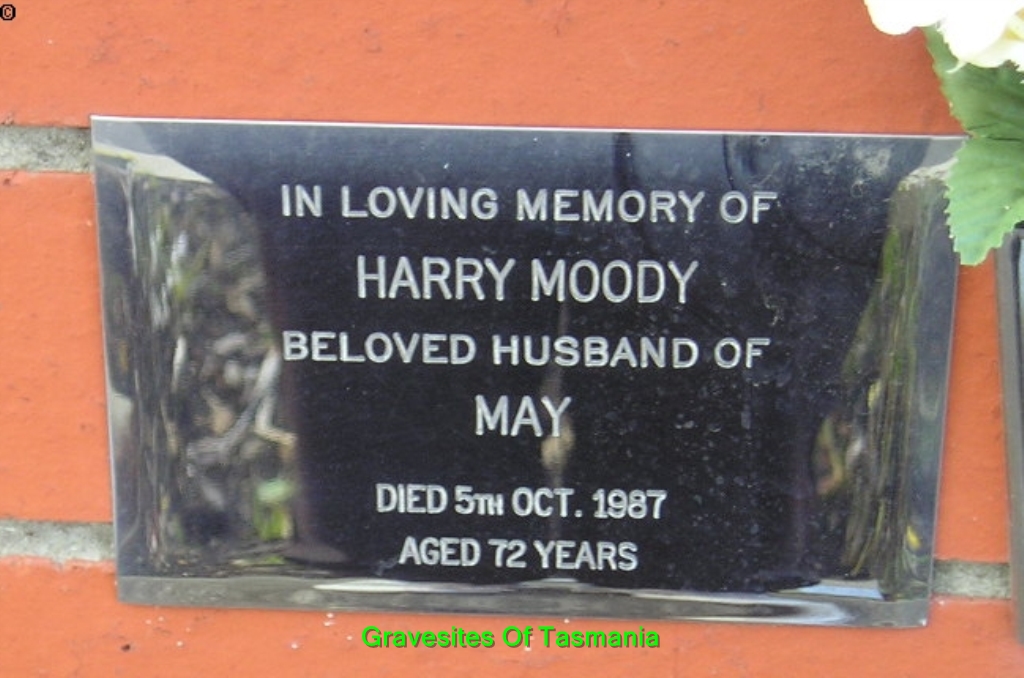 ©
IN LOVING MEMORY OF
HARRY MOODY
BELOVED HUSBAND OF
MAY
DIED 5TH OCT. 1987
AGED 72 YEARS
Gravesites Of Tasmania